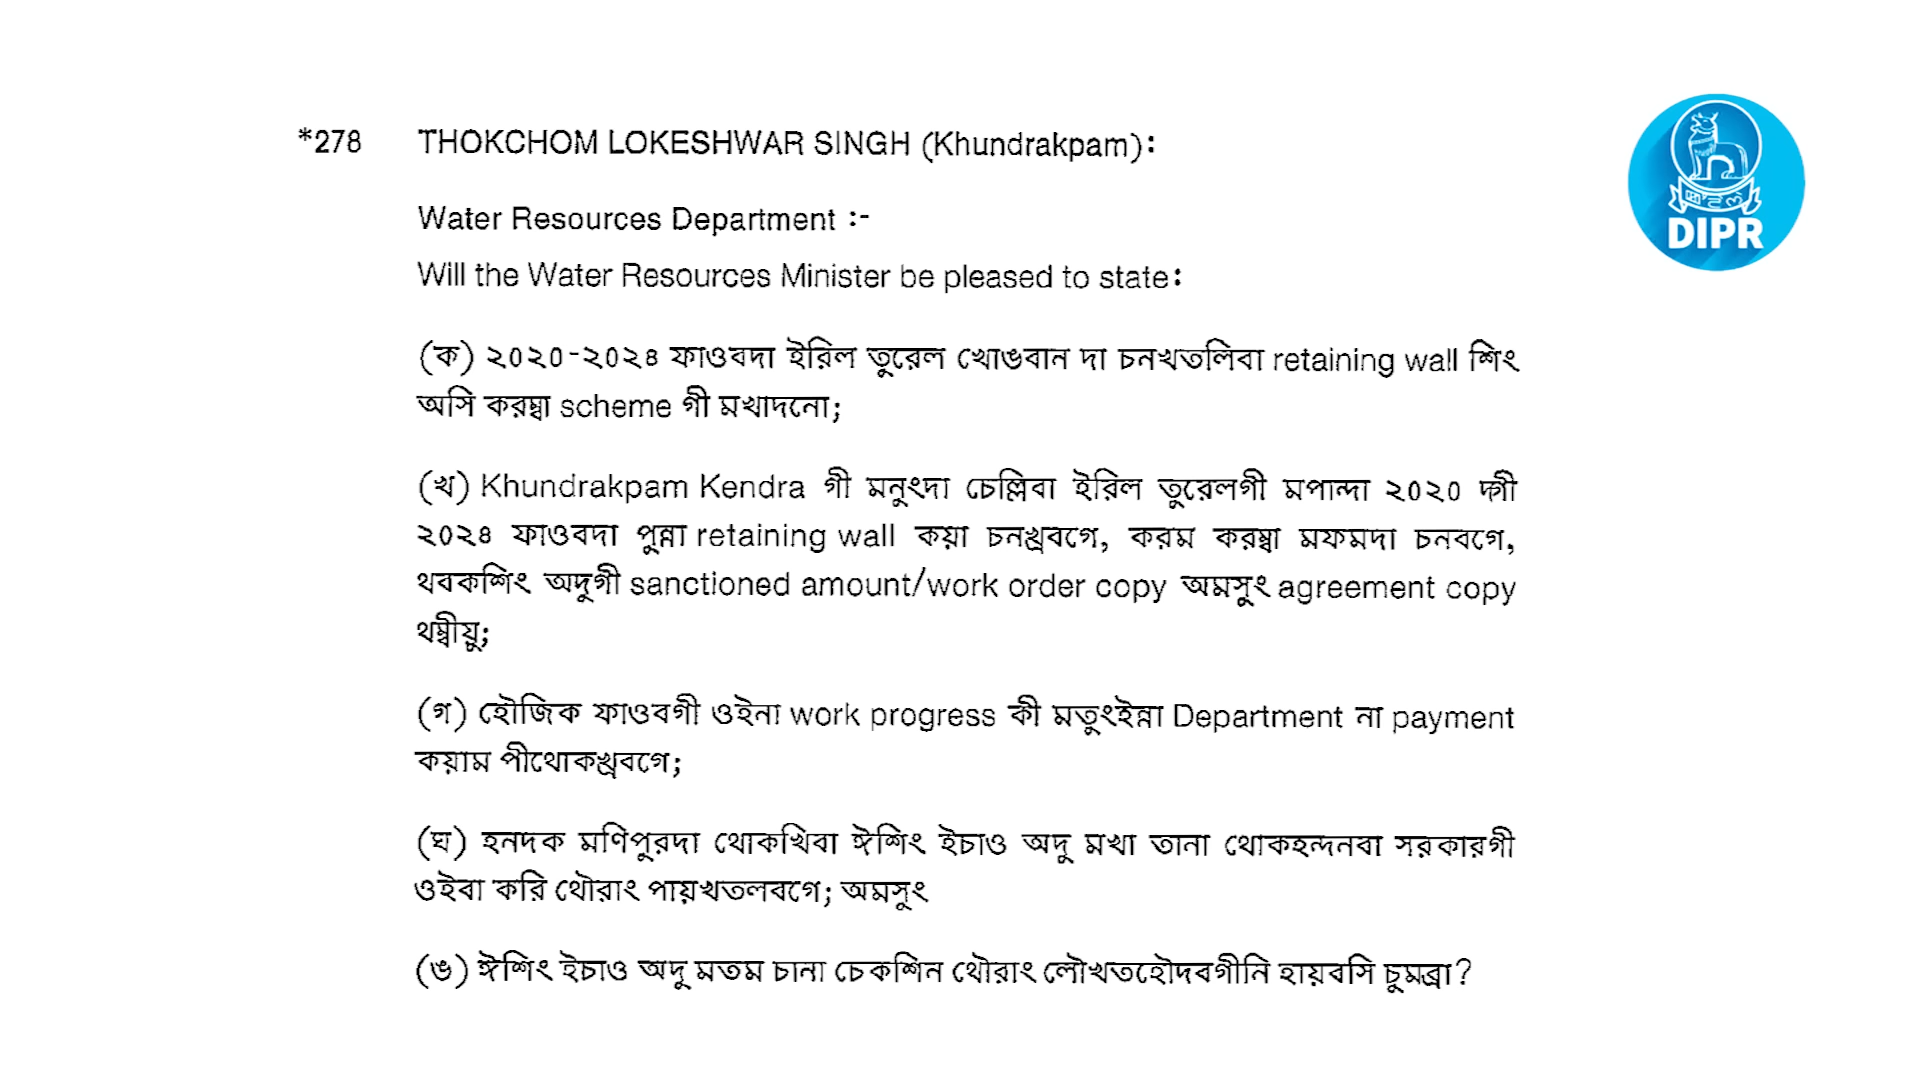 *278 THOKCHOM LOKESHWAR SINGH (Khundrakpam):
DIPR
Water Resources Department :-
Will the Water Resources Minister be pleased to state:
(ক) ২০২০-২০২৪ ফাওবদা ইরিল তুরেল খোঙবান দা চনখতলিবা retaining wall শিং
অসি করম্বা scheme গী মখাদনো;
(খ) Khundrakpam Kendra গী মনুংদা চেল্লিবা ইরিল তুরেলগী মপান্দা ২০২০ দগী
২০২৪ ফাওবদা পুন্না retaining wall কয়া চনখ্রবগে, করম করম্বা মফমদা চনবগে,
থবকশিং অদুগী sanctioned amount/work order copy অমসুং agreement copy
থম্বীয়ু;
(গ) হৌজিক ফাওবগী ওইনা work progress কী মতুংইন্না Department না payment
কয়াম পীথোকখ্রবগে;
(ঘ) হনদক মণিপুরদা থোকখিবা ঈশিং ইচাও অদু মখা তানা থোকহন্দনবা সরকারগী
ওইবা করি থৌরাং পায়খতলবগে; অমসুং
(ঙ) ঈশিং ইচাও অদু মতম চানা চেকশিন থৌরাং লৌখতহৌদবগীনি হায়বসি চুমব্রা?